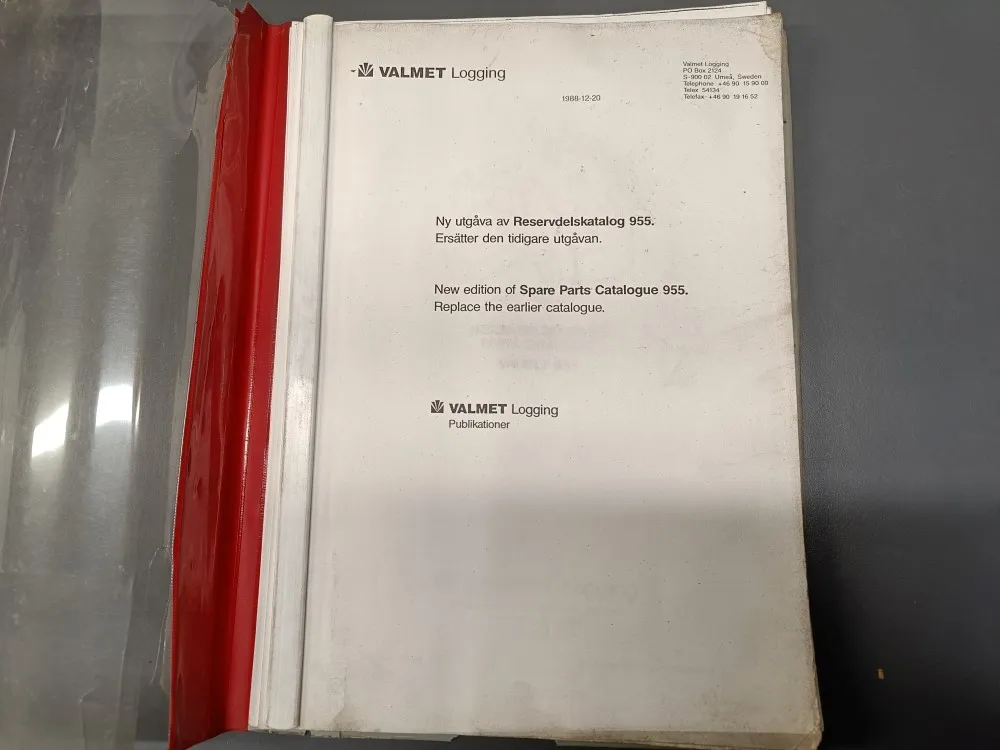 VALMET Logging
Valmet Logging
PO Box 2124
S-900 02 Umeå, Sweden
Telephone +46 90 15 90 00
Telex 54134
Telefax +46 90 19 16 52
1988-12-20
Ny utgåva av Reservdelskatalog 955.
Ersätter den tidigare utgåvan.
New edition of Spare Parts Catalogue 955.
Replace the earlier catalogue.
VALMET Logging
Publikationer